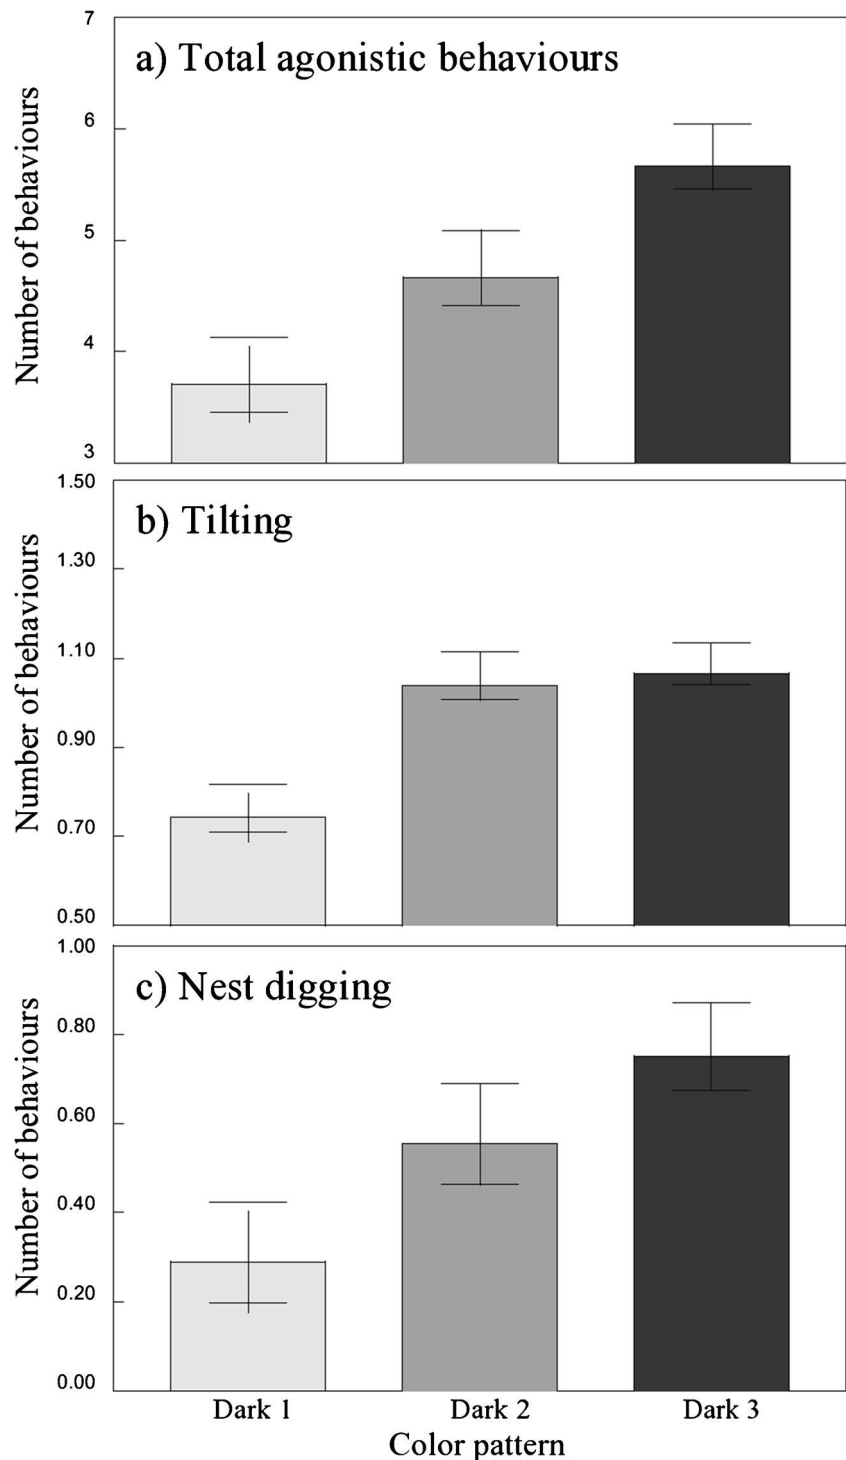 a) Total agonistic behaviours
Number of behaviours
7
6
5
4
3
b) Tilting
Number of behaviours
1.50
1.30
1.10
0.90
0.70
0.50
c) Nest digging
Number of behaviours
1.00
0.80
0.60
0.40
0.20
0.00
Dark 1 Dark 2 Dark 3
Color pattern